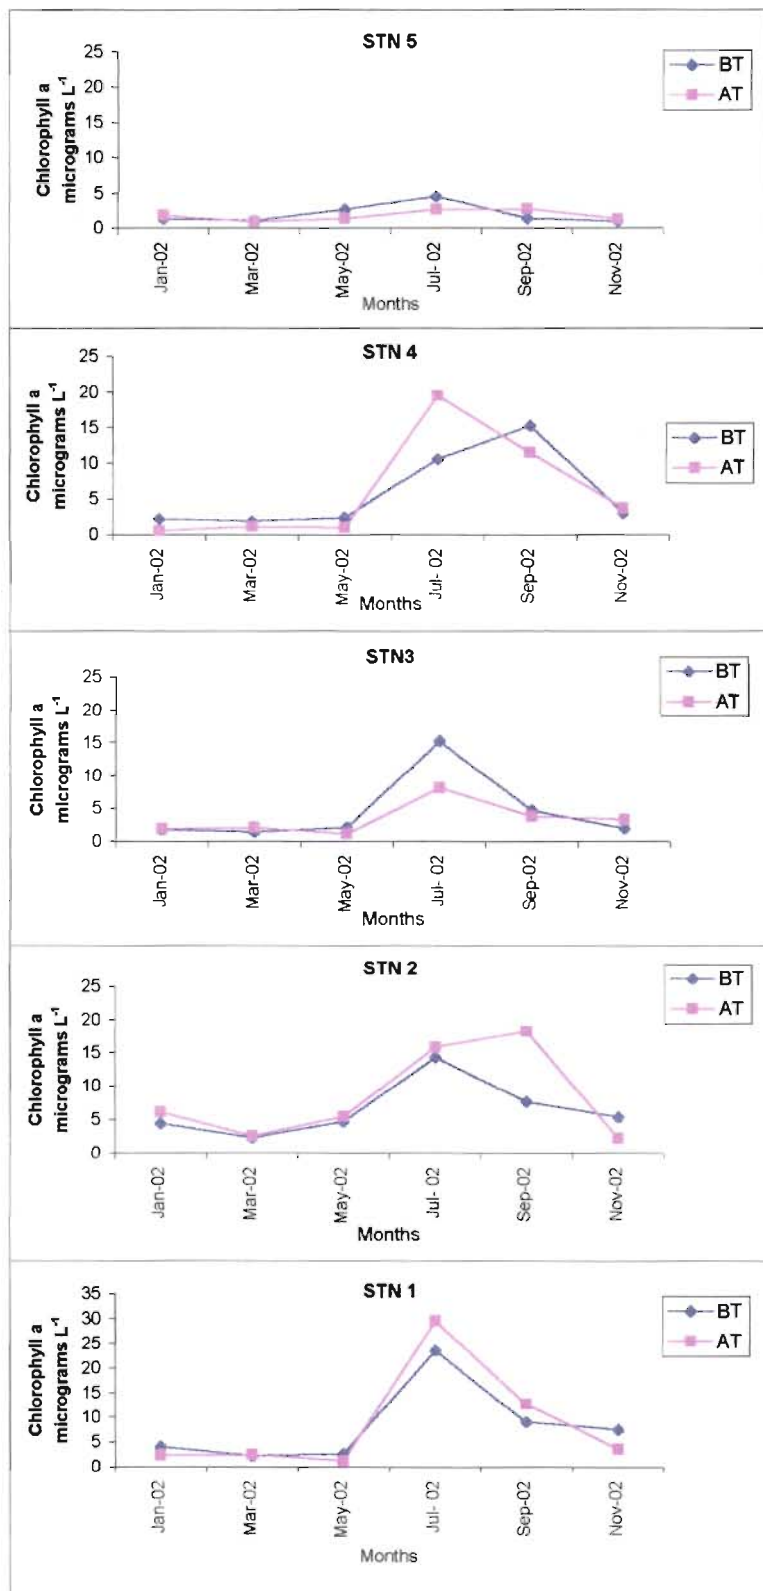 STN 5
Chlorophyll a
micrograms L-1
25
20
15
10
5
0
Jan-02
Mar-02
May-02
Jul-02
Sep-02
Nov-02
Months
BT
AT
STN 4
Chlorophyll a
micrograms L-1
25
20
15
10
5
0
Jan-02
Mar-02
May-02
Jul- 02
Sep-02
Nov-02
Months
BT
AT
STN3
Chlorophyll a
micrograms L-1
25
20
15
10
5
0
Jan-02
Mar-02
May-02
Jul- 02
Sep-02
Nov-02
Months
BT
AT
STN 2
Chlorophyll a
micrograms L-1
25
20
15
10
5
0
Jan-02
Mar-02
May-02
Jul- 02
Sep-02
Nov-02
Months
BT
AT
STN 1
Chlorophyll a
micrograms L-1
35
30
25
20
15
10
5
0
Jan-02
Mar-02
May-02
Jul- 02
Sep-02
Nov-02
Months
BT
AT